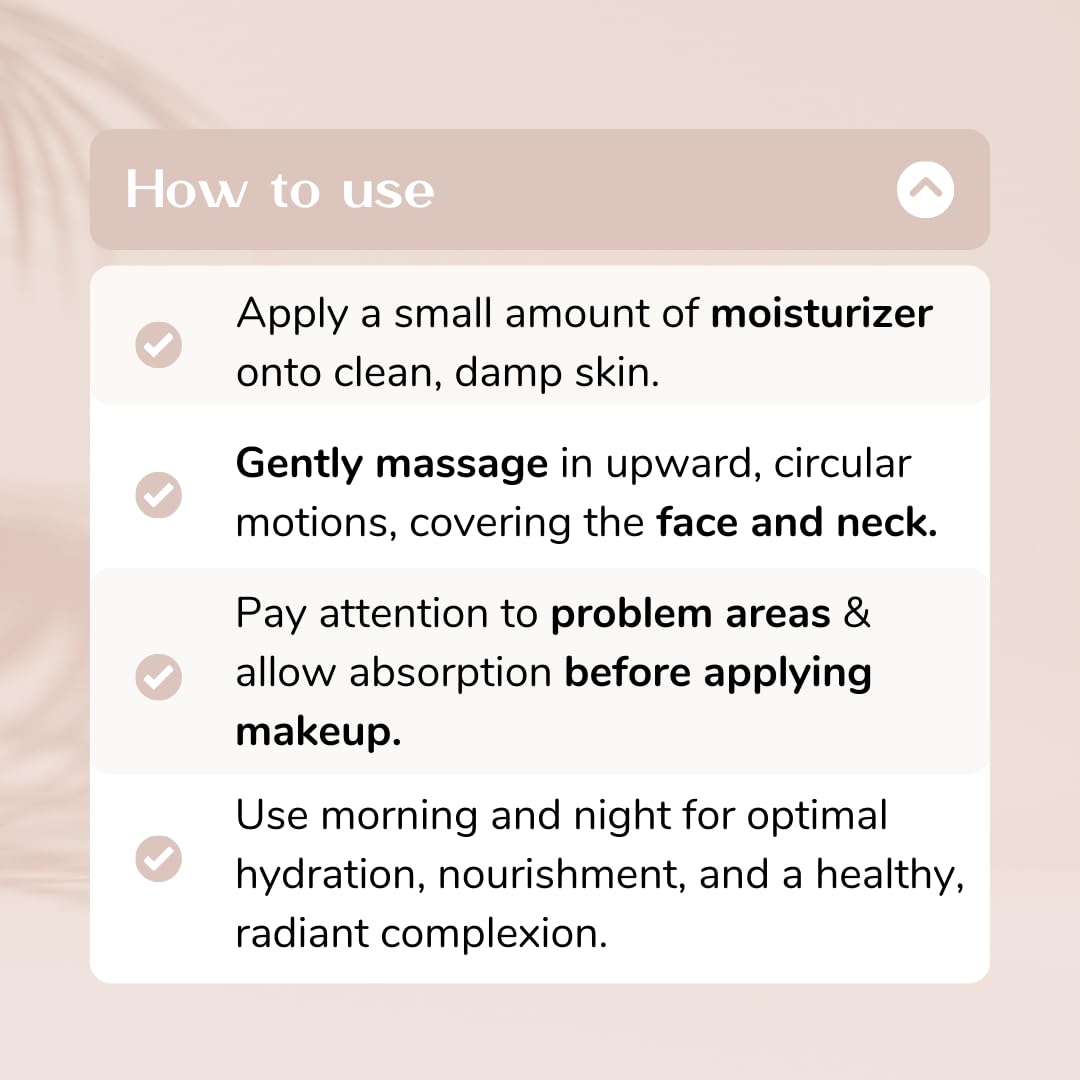 How to use
Apply a small amount of moisturizer
onto clean, damp skin.
Gently massage in upward, circular
motions, covering the face and neck.
Pay attention to problem areas &
allow absorption before applying
makeup.
Use morning and night for optimal
hydration, nourishment, and a healthy,
radiant complexion.